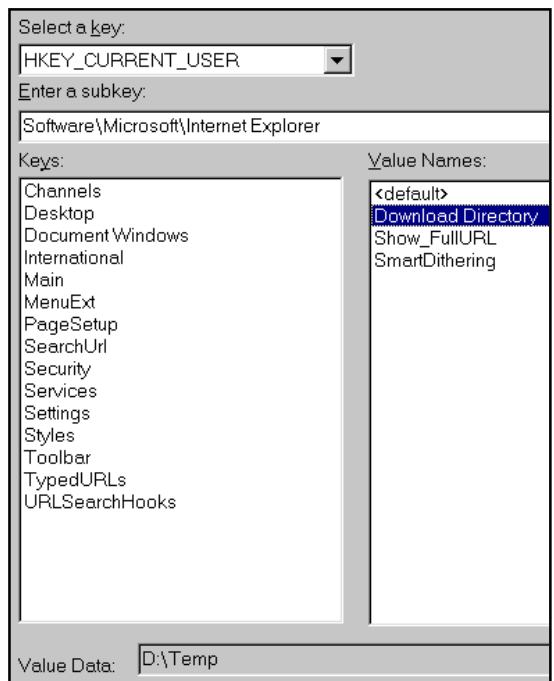 Select a key:
HKEY_CURRENT_USER
Enter a subkey:
Software\Microsoft\Internet Explorer
Keys:
Channels
Desktop
Document Windows
International
Main
MenuExt
PageSetup
SearchUrl
Security
Services
Settings
Styles
Toolbar
TypedURLs
URLSearchHooks
Value Names:
<default>
Download Directory
Show_FullURL
SmartDithering
Value Data: D:\Temp